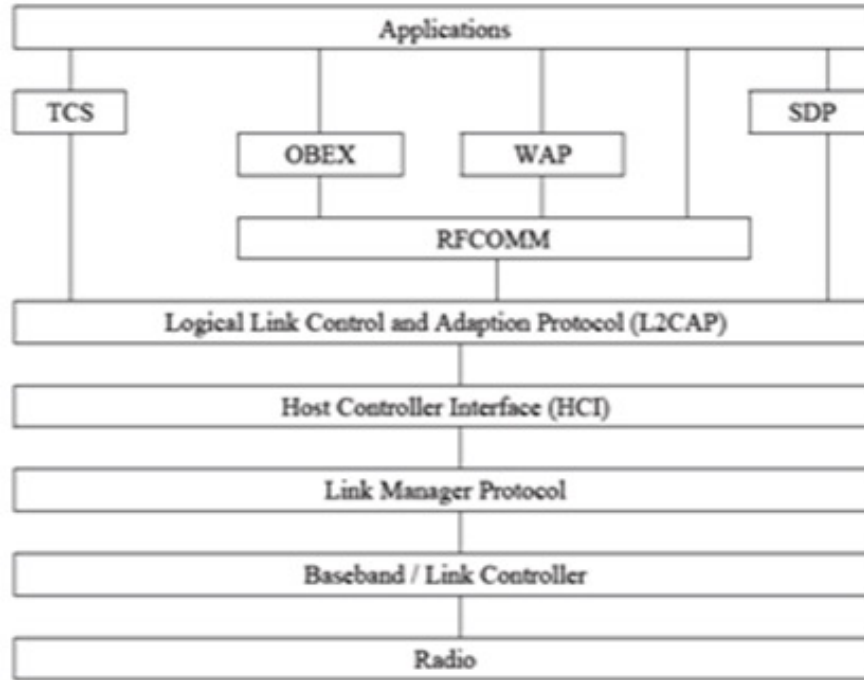 Applications
TCS
SDP
OBEX
WAP
RFCOMM
Logical Link Control and Adaption Protocol (L2CAP)
Host Controller Interface (HCI)
Link Manager Protocol
Baseband / Link Controller
Radio